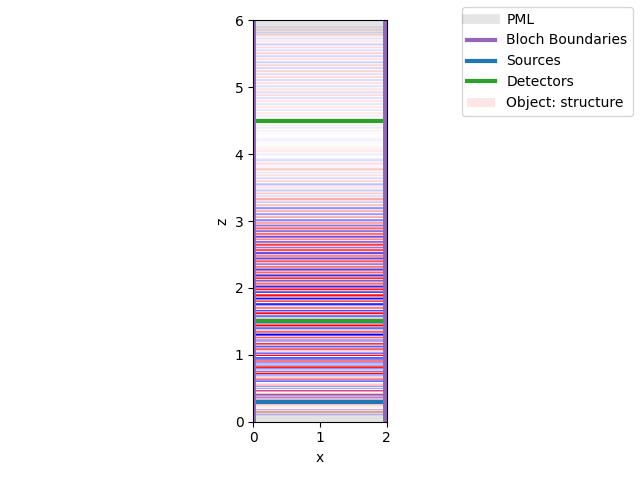 PML
Bloch Boundaries
Sources
Detectors
Object: structure
6
5
4
3
2
1
0
z
0 1 2
x